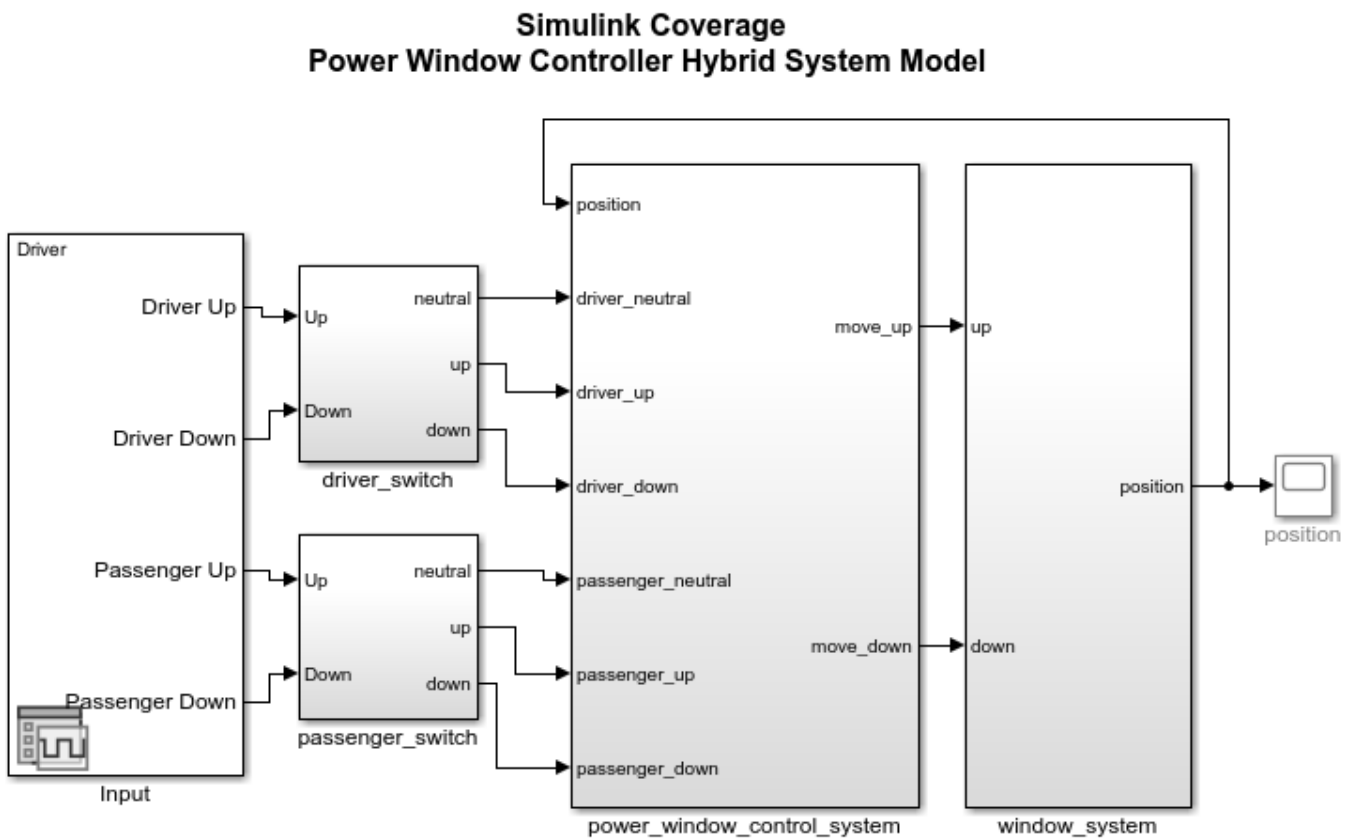 Simulink Coverage
Power Window Controller Hybrid System Model
Driver
Driver Up
Driver Down
Passenger Up
Passenger Down
Input
Up
Down
neutral
up
down
driver_switch
Up
Down
neutral
up
down
passenger_switch
position
driver_neutral
driver_up
driver_down
passenger_neutral
passenger_up
passenger_down
move_up
move_down
power_window_control_system
up
down
position
window_system
position